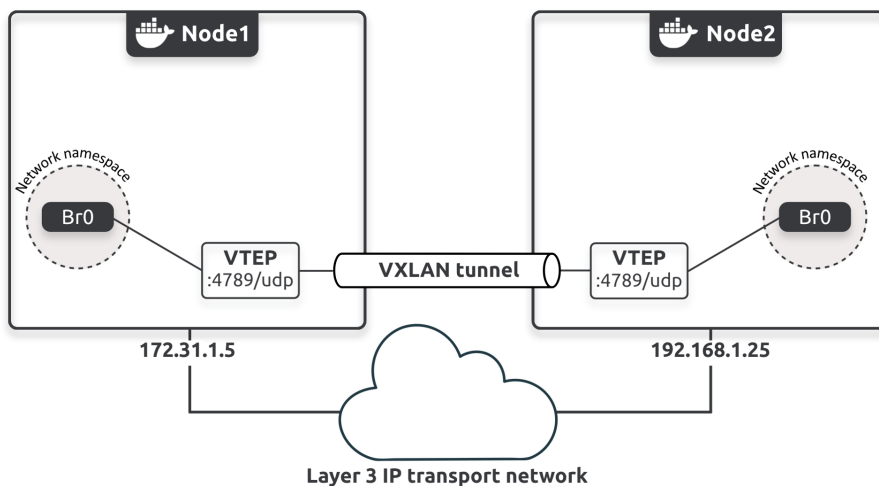 Node1
Node2
Network namespace
Network namespace
Br0
Br0
VTEP
:4789/udp
VXLAN tunnel
VTEP
:4789/udp
172.31.1.5
192.168.1.25
Layer 3 IP transport network